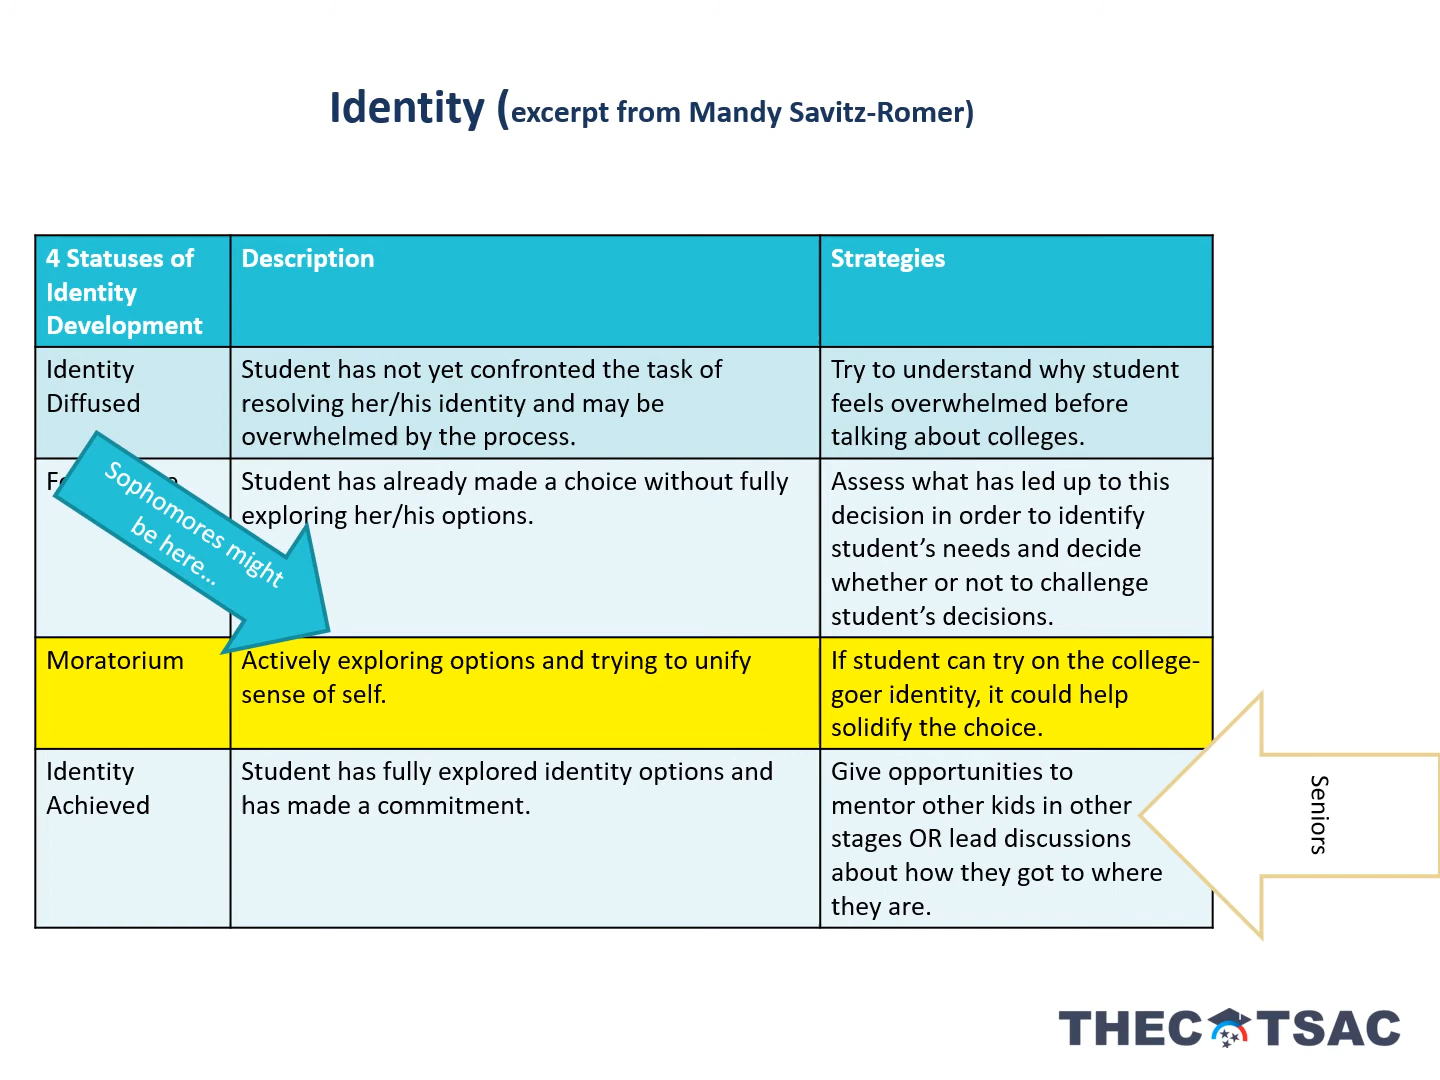 Identity (excerpt from Mandy Savitz-Romer)
4 Statuses of
Identity
Development
Description
Strategies
Identity
Diffused
Student has not yet confronted the task of
resolving her/his identity and may be
overwhelmed by the process.
Try to understand why student
feels overwhelmed before
talking about colleges.
Student has already made a choice without fully
exploring her/his options.
Assess what has led up to this
decision in order to identify
student’s needs and decide
whether or not to challenge
student’s decisions.
Sophomores might
be here...
Moratorium
Actively exploring options and trying to unify
sense of self.
If student can try on the college-
goer identity, it could help
solidify the choice.
Identity
Achieved
Student has fully explored identity options and
has made a commitment.
Give opportunities to
mentor other kids in other
stages OR lead discussions
about how they got to where
they are.
Seniors
THEC TSAC